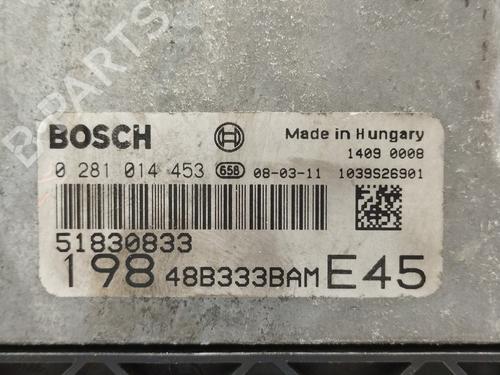 B-PARTS
BOSCH
Made in Hungary
1409 0008
0 281 014 453 658 08-03-11 1039S26901
51830833
198 48B333BAM E45